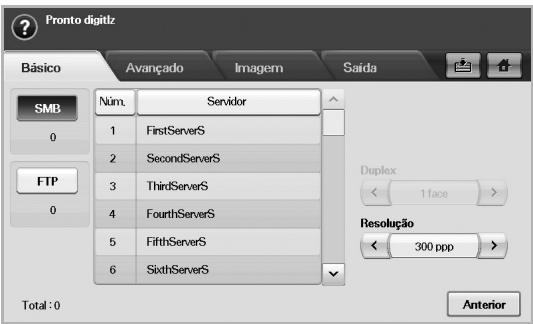 ? Pronto digitlz
Básico Avançado Imagem Saída
SMB
0
FTP
0
Núm. Servidor
1 FirstServerS
2 SecondServerS
3 ThirdServerS
4 FourthServerS
5 FifthServerS
6 SixthServerS
Duplex
1 face
Resolução
300 ppp
Total : 0
Anterior